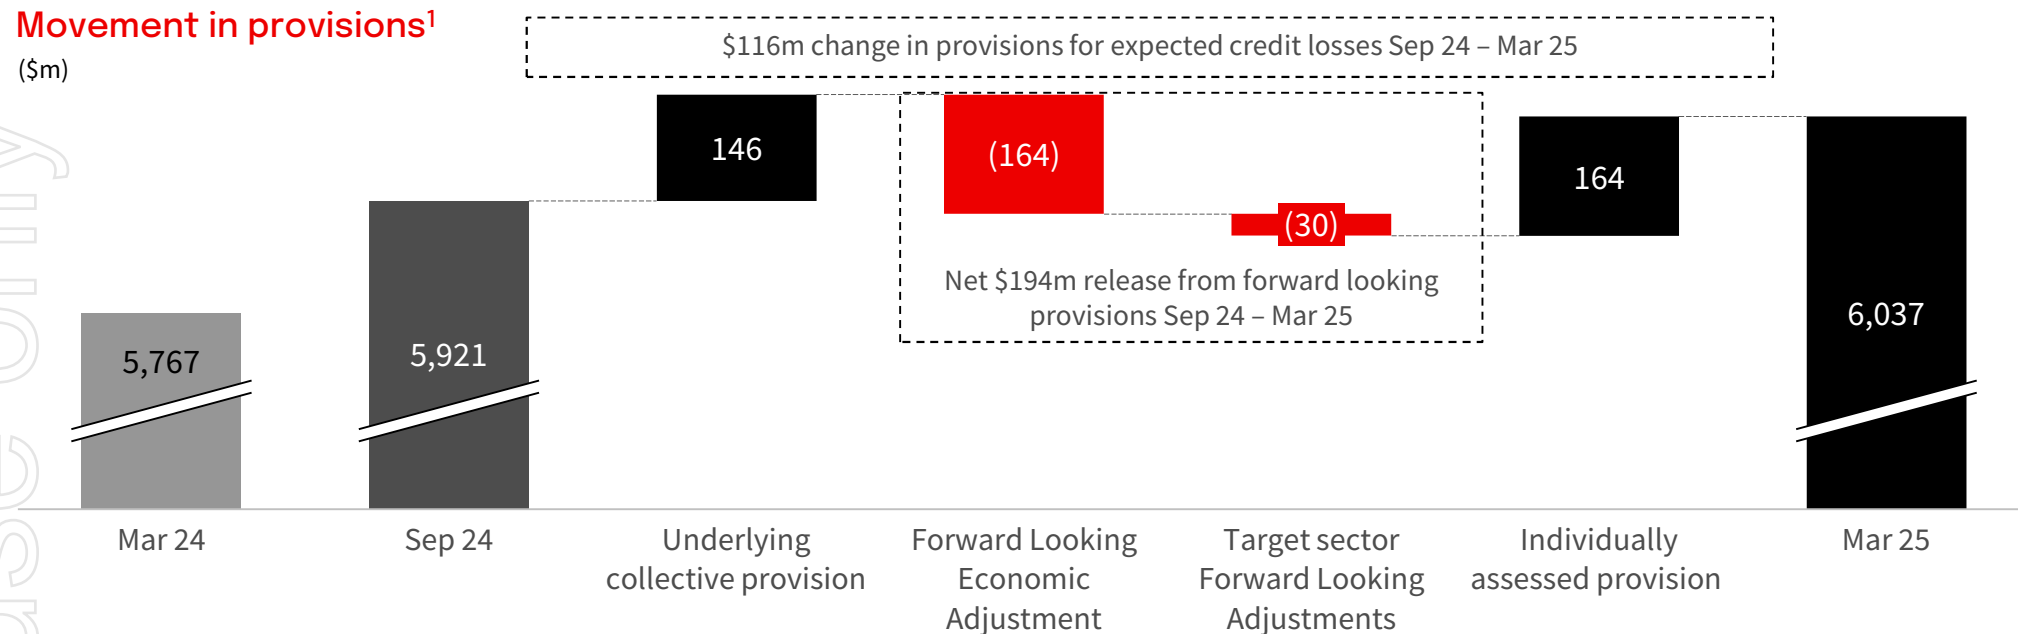 Movement in provisions¹
($m)
$116m change in provisions for expected credit losses Sep 24 – Mar 25
146
(164)
(30)
164
Net $194m release from forward looking
provisions Sep 24 – Mar 25
5,767
5,921
6,037
Mar 24
Sep 24
Underlying
collective provision
Forward Looking
Economic
Adjustment
Target sector
Forward Looking
Adjustments
Individually
assessed provision
Mar 25
use only